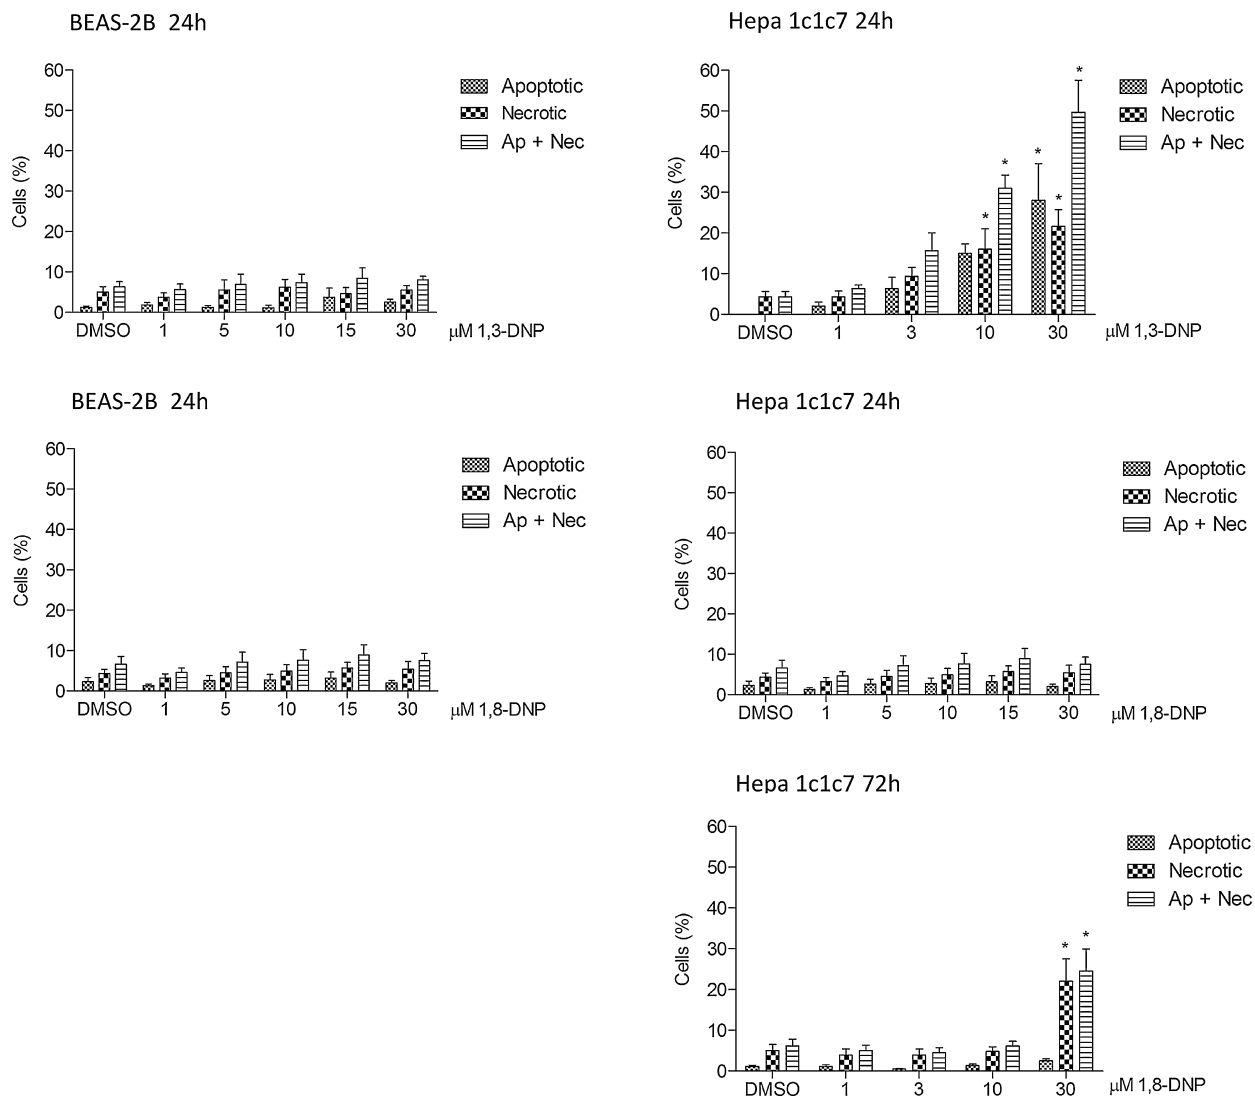 BEAS-2B 24h
60
50
40
30
20
10
0
Cells (%)
Apoptotic
Necrotic
Ap + Nec
DMSO 1 5 10 15 30 µM 1,3-DNP
Hepa 1c1c7 24h
60
50
40
30
20
10
0
Cells (%)
Apoptotic
Necrotic
Ap + Nec
* * * * *
DMSO 1 3 10 30 µM 1,3-DNP
BEAS-2B 24h
60
50
40
30
20
10
0
Cells (%)
Apoptotic
Necrotic
Ap + Nec
DMSO 1 5 10 15 30 µM 1,8-DNP
Hepa 1c1c7 24h
60
50
40
30
20
10
0
Cells (%)
Apoptotic
Necrotic
Ap + Nec
DMSO 1 5 10 15 30 µM 1,8-DNP
Hepa 1c1c7 72h
60
50
40
30
20
10
0
Cells (%)
Apoptotic
Necrotic
Ap + Nec
* *
DMSO 1 3 10 30 µM 1,8-DNP